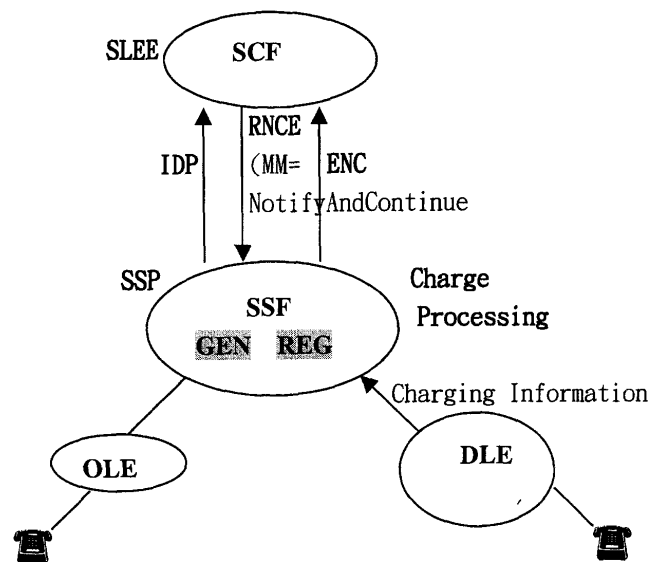 SLEE
SCF
RNCE
IDP
(MM=
ENC
NotifyAndContinue
SSP
SSF
Charge
Processing
GEN
REG
Charging Information
OLE
DLE